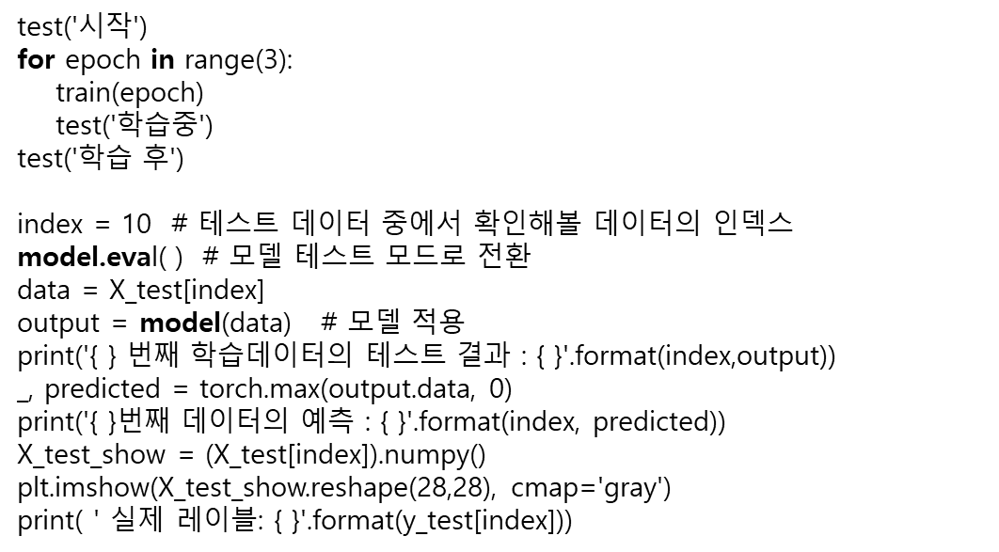 test('시작')
for epoch in range(3):
    train(epoch)
    test('학습중')
test('학습 후')

index = 10  # 테스트 데이터 중에서 확인해볼 데이터의 인덱스
model.eval( )  # 모델 테스트 모드로 전환
data = X_test[index]
output = model(data)   # 모델 적용
print('{ } 번째 학습데이터의 테스트 결과 : { }'.format(index,output))
_, predicted = torch.max(output.data, 0)
print('{ }번째 데이터의 예측 : { }'.format(index, predicted))
X_test_show = (X_test[index]).numpy()
plt.imshow(X_test_show.reshape(28,28), cmap='gray')
print( ' 실제 레이블: { }'.format(y_test[index]))